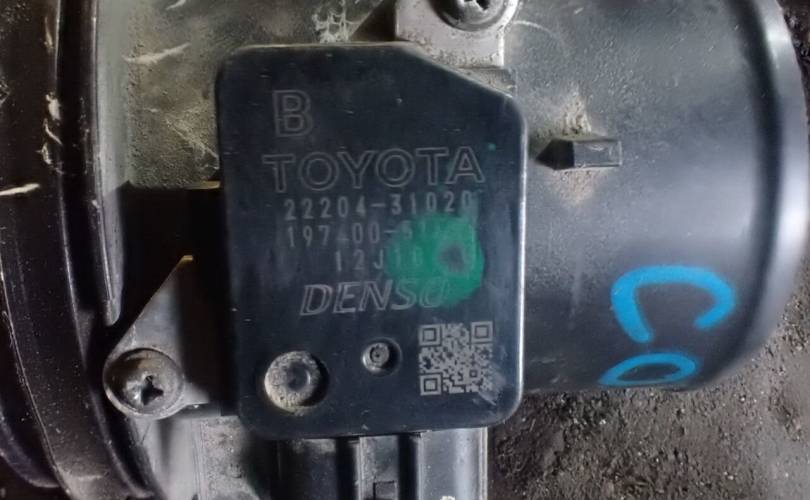 B
TOYOTA
22204-31020
DENSO
CO